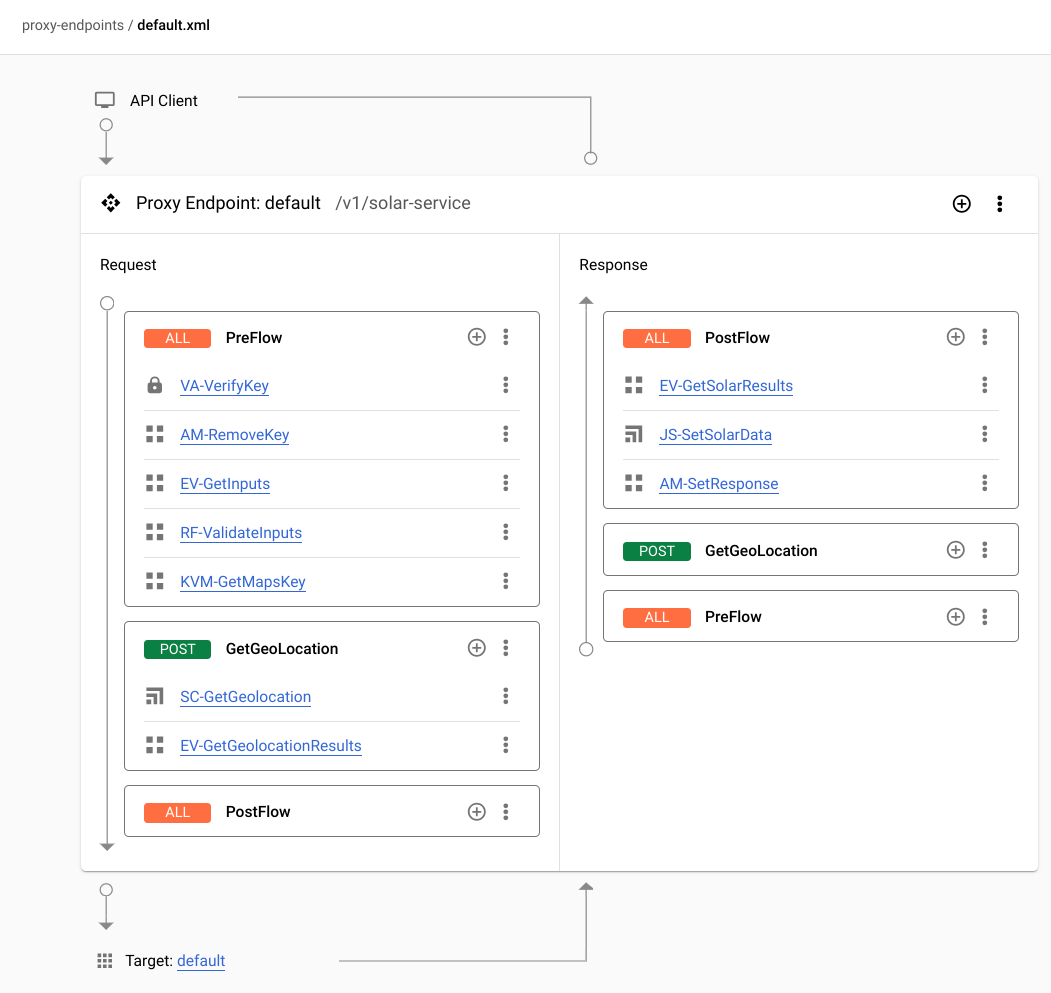 proxy-endpoints / default.xml
API Client
Proxy Endpoint: default /v1/solar-service
Request
ALL PreFlow
VA-VerifyKey
AM-RemoveKey
EV-GetInputs
RF-ValidateInputs
KVM-GetMapsKey
POST GetGeoLocation
SC-GetGeolocation
EV-GetGeolocationResults
ALL PostFlow
Response
ALL PostFlow
EV-GetSolarResults
JS-SetSolarData
AM-SetResponse
POST GetGeoLocation
ALL PreFlow
Target: default